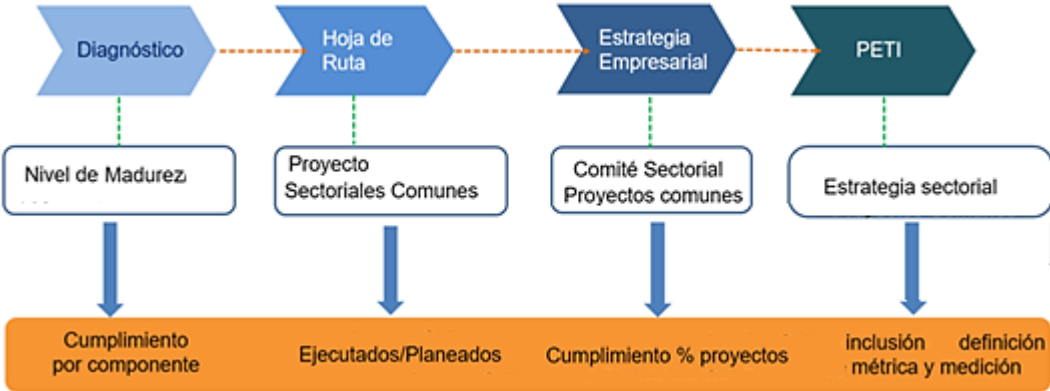 Diagnóstico
Hoja de
Ruta
Estrategia
Empresarial
PETI
Nivel de Madurez
Proyecto
Sectoriales Comunes
Comité Sectorial
Proyectos comunes
Estrategia sectorial
Cumplimiento
por componente
Ejecutados/Planeados
Cumplimiento % proyectos
inclusión definición
métrica y medición